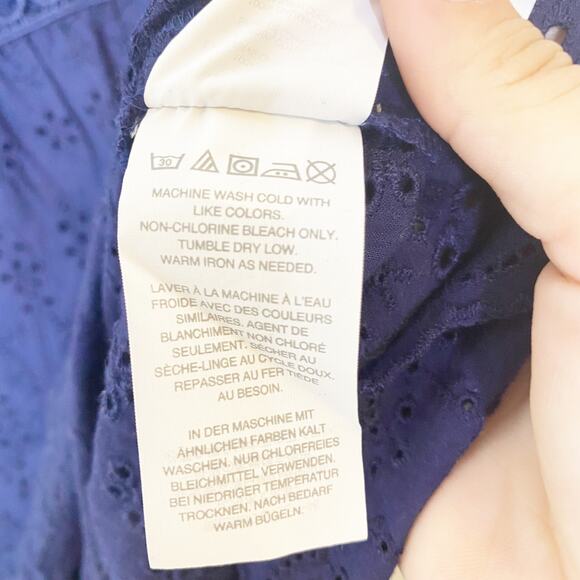 30
MACHINE WASH COLD WITH
LIKE COLORS.
NON-CHLORINE BLEACH ONLY.
TUMBLE DRY LOW.
WARM IRON AS NEEDED.
LAVER À LA MACHINE À L'EAU
FROIDE AVEC DES COULEURS
SIMILAIRES. AGENT DE
BLANCHIMENT NON CHLORÉ
SEULEMENT. SÉCHER AU
SÈCHE-LINGE AU CYCLE DOUX.
REPASSER AU FER TIÈDE
AU BESOIN.
IN DER MASCHINE MIT
ÄHNLICHEN FARBEN KALT
WASCHEN. NUR CHLORFREIES
BLEICHMITTEL VERWENDEN.
BEI NIEDRIGER TEMPERATUR
TROCKNEN. NACH BEDARF
WARM BÜGELN.